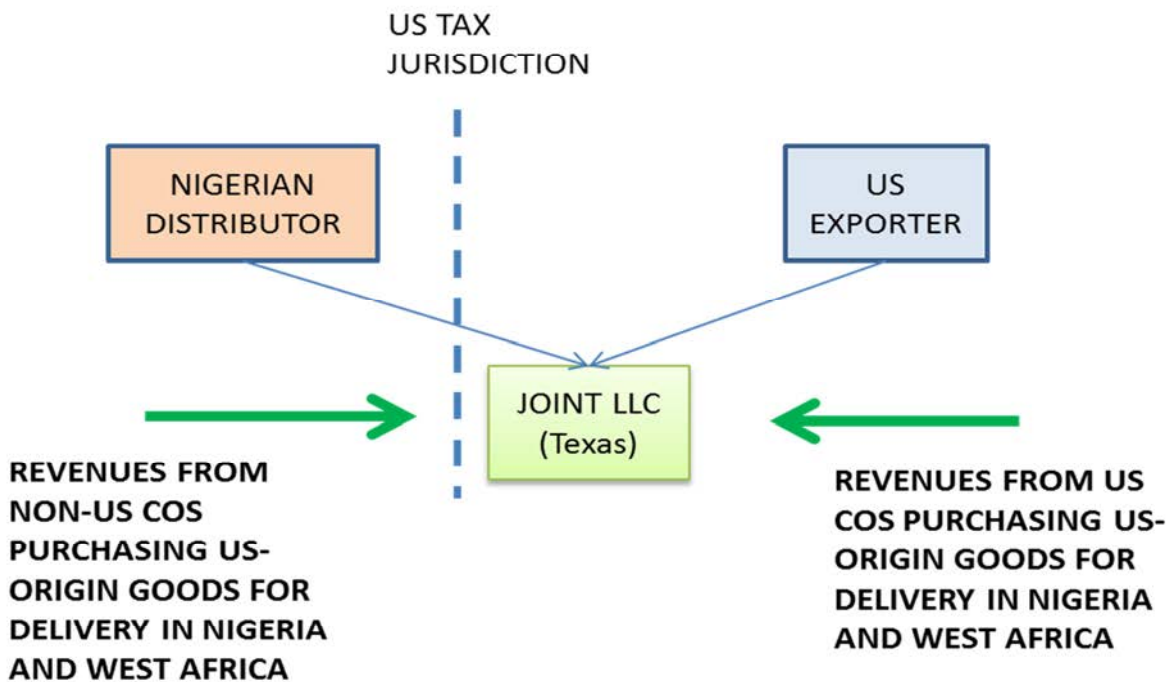 US TAX
JURISDICTION
NIGERIAN
DISTRIBUTOR
US
EXPORTER
JOINT LLC
(Texas)
REVENUES FROM
NON-US COS
PURCHASING US-
ORIGIN GOODS FOR
DELIVERY IN NIGERIA
AND WEST AFRICA
REVENUES FROM US
COS PURCHASING US-
ORIGIN GOODS FOR
DELIVERY IN NIGERIA
AND WEST AFRICA